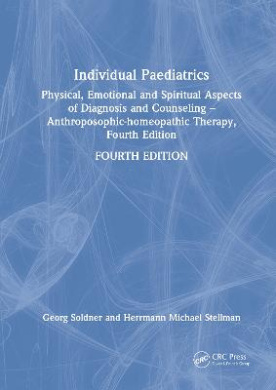 Individual Paediatrics
Physical, Emotional and Spiritual Aspects
of Diagnosis and Counseling –
Anthroposophic-homeopathic Therapy,
Fourth Edition
FOURTH EDITION
Georg Soldner and Herrmann Michael Stellman
CRC Press